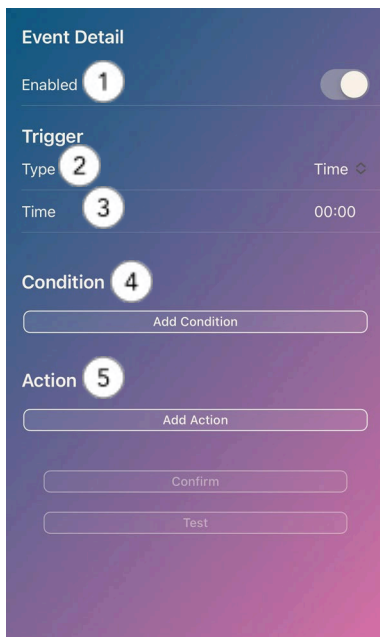 Event Detail
Enabled 1
Trigger
Type 2 Time
Time 3 00:00
Condition 4
Add Condition
Action 5
Add Action
Confirm
Test